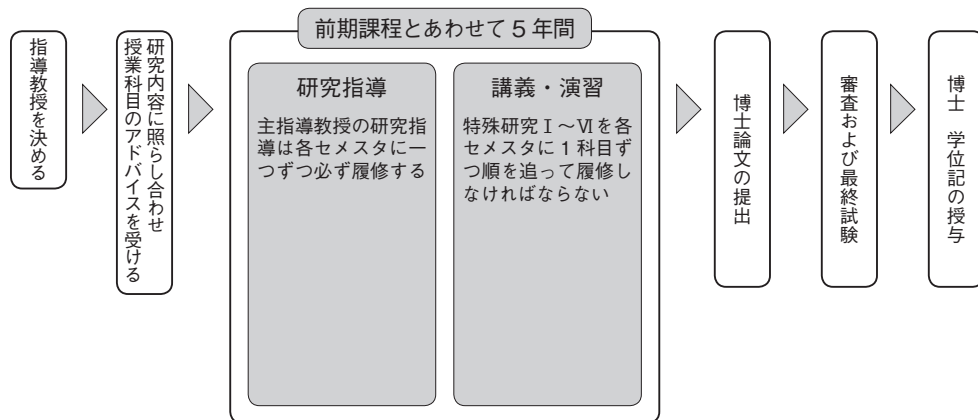 指導教授を決める
研究内容に照らし合わせ
授業科目のアドバイスを受ける
前期課程とあわせて５年間
研究指導
主指導教授の研究指
導は各セメスタに一
つずつ必ず履修する
講義・演習
特殊研究Ⅰ～Ⅵを各
セメスタに１科目ず
つ順を追って履修し
なければならない
博士論文の提出
審査および最終試験
博士　学位記の授与